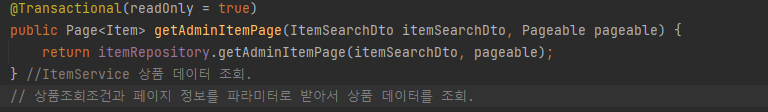 @Transactional(readOnly = true)
public Page<Item> getAdminItemPage(ItemSearchDto itemSearchDto, Pageable pageable) {
    return itemRepository.getAdminItemPage(itemSearchDto, pageable);
} //ItemService 상품 데이터 조회.
// 상품조회조건과 페이지 정보를 파라미터로 받아서 상품 데이터를 조회.